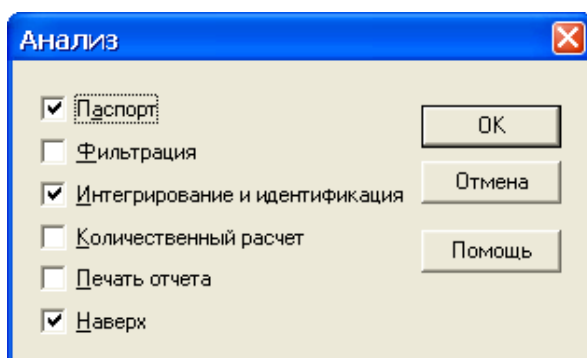 Анализ
Паспорт
Фильтрация
Интегрирование и идентификация
Количественный расчет
Печать отчета
Наверх
OK
Отмена
Помощь